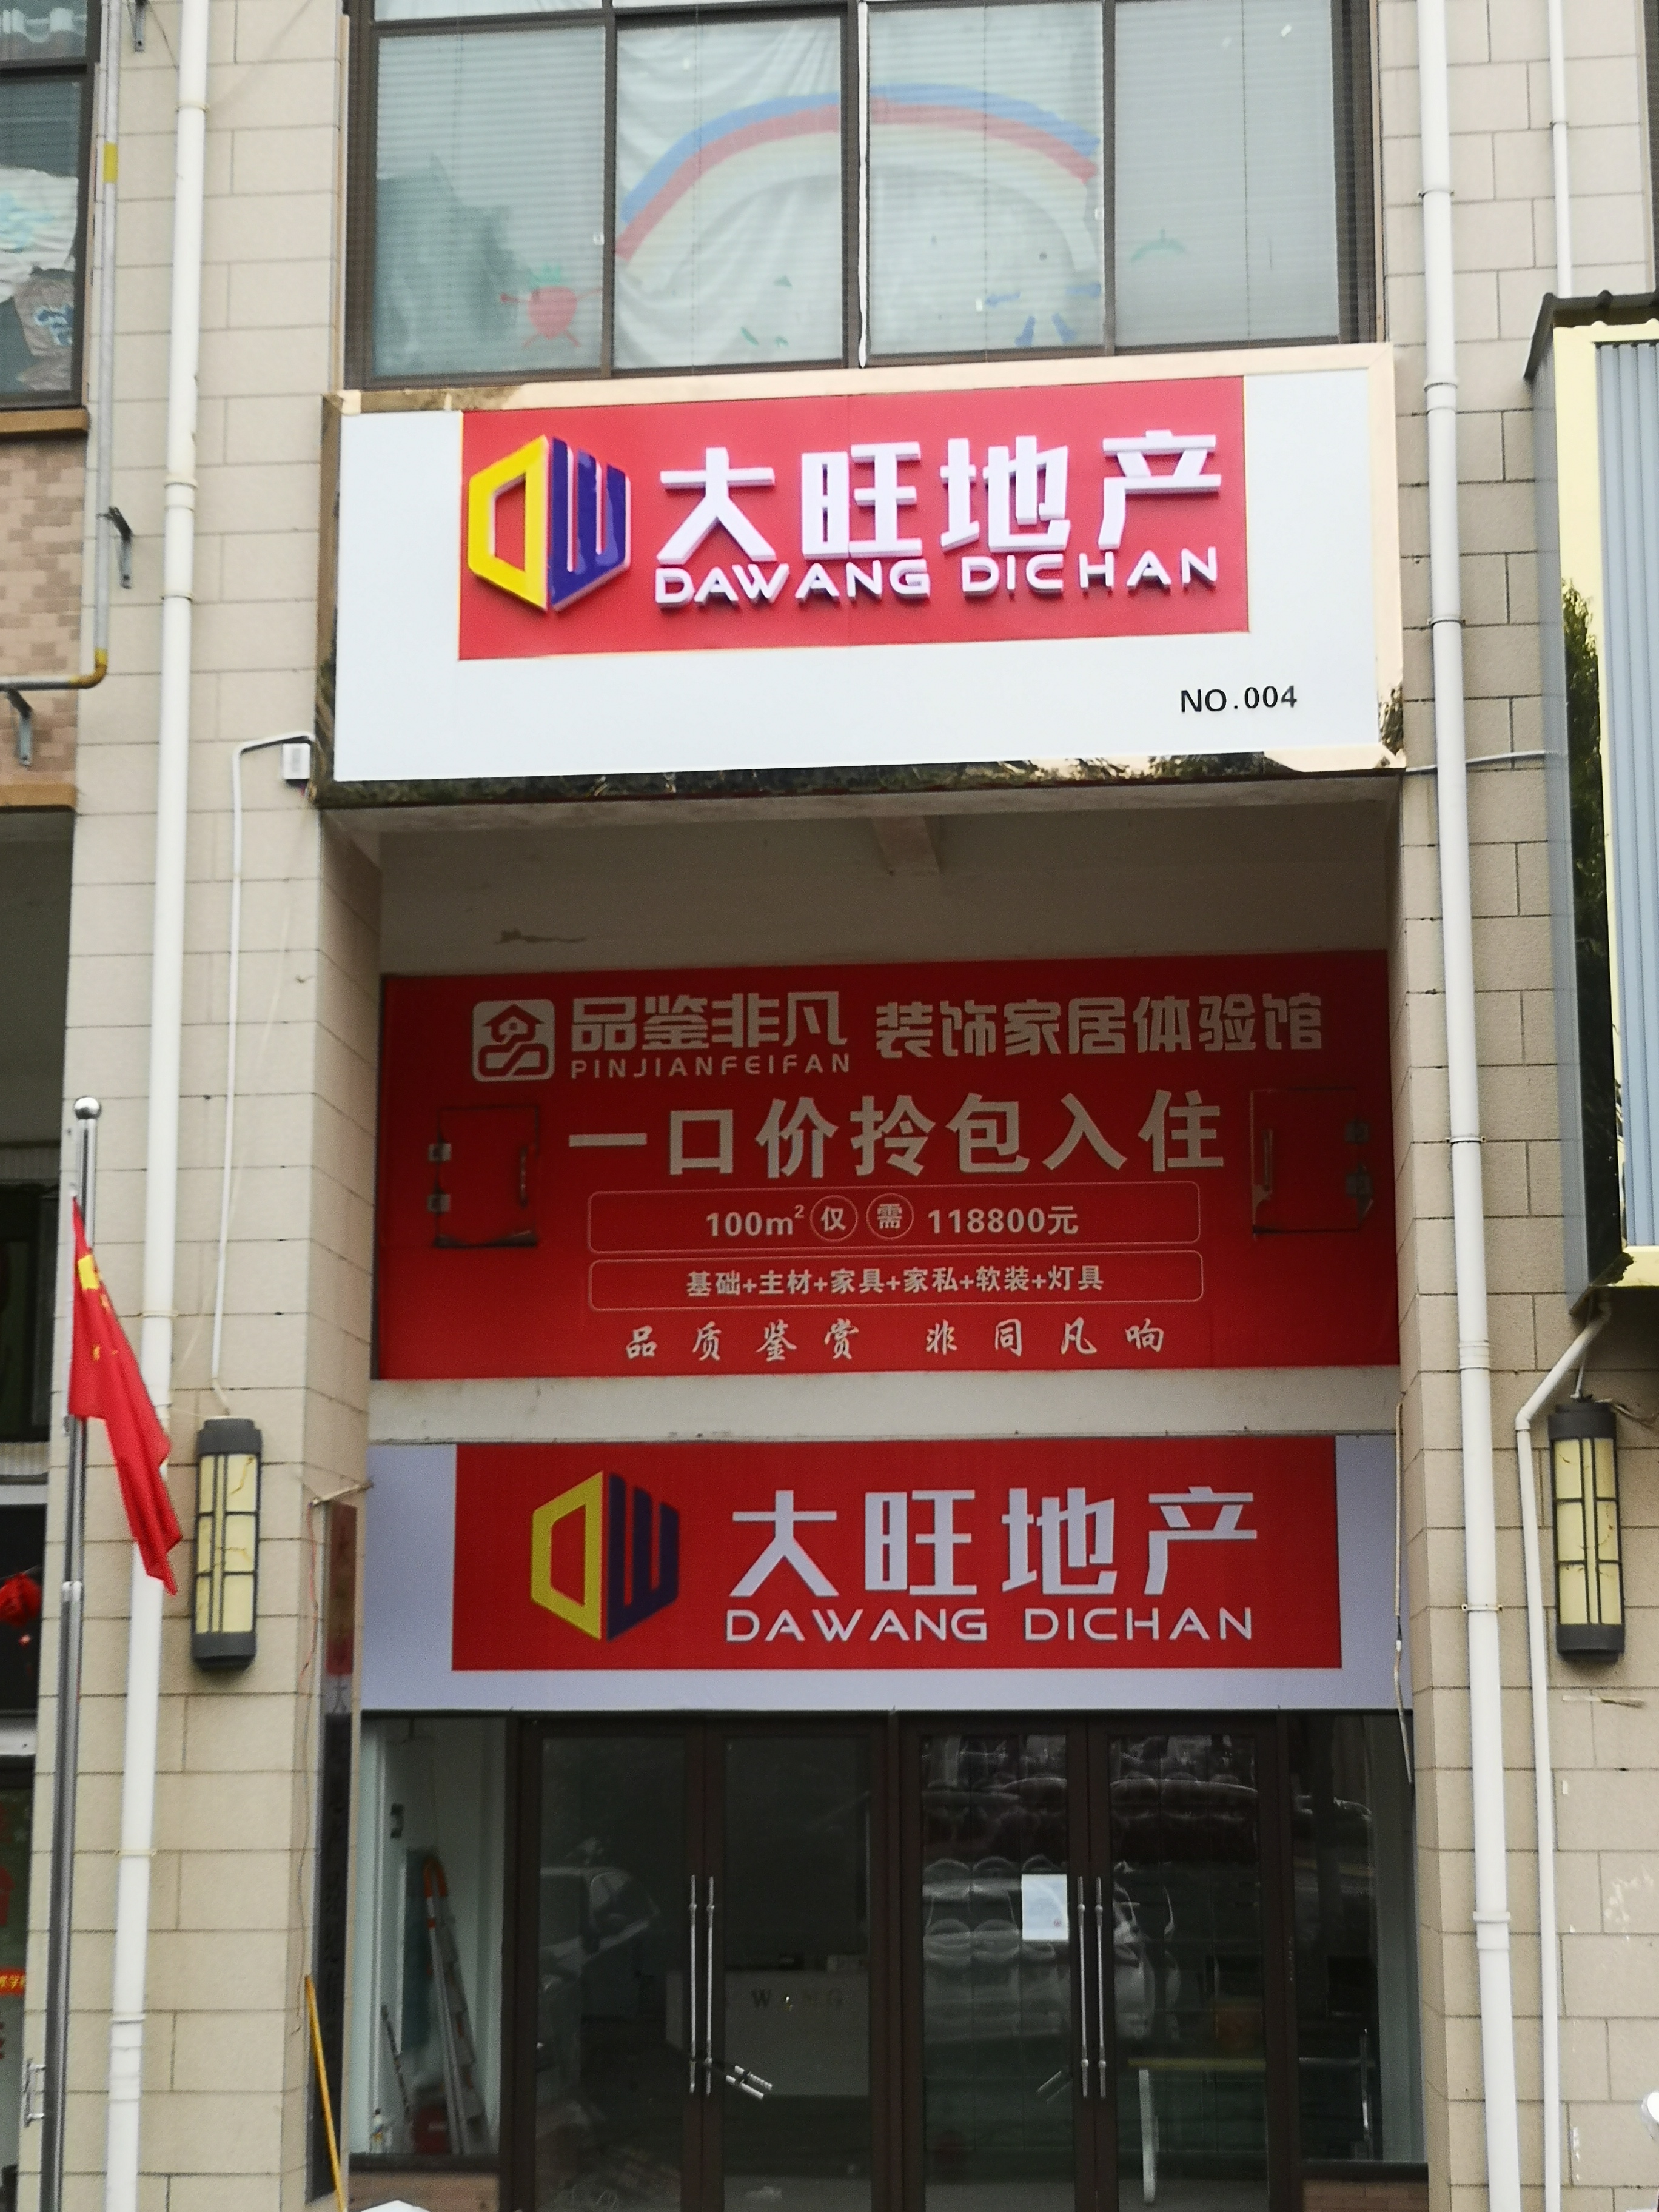 大旺地产
DAWANG DICHAN
NO.004
品鉴非凡 装饰家居体验馆
PINJIANFEIFAN
一口价拎包入住
100m² 仅需 118800元
基础+主材+家具+家私+软装+灯具
品质鉴赏 非同凡响
大旺地产
DAWANG DICHAN